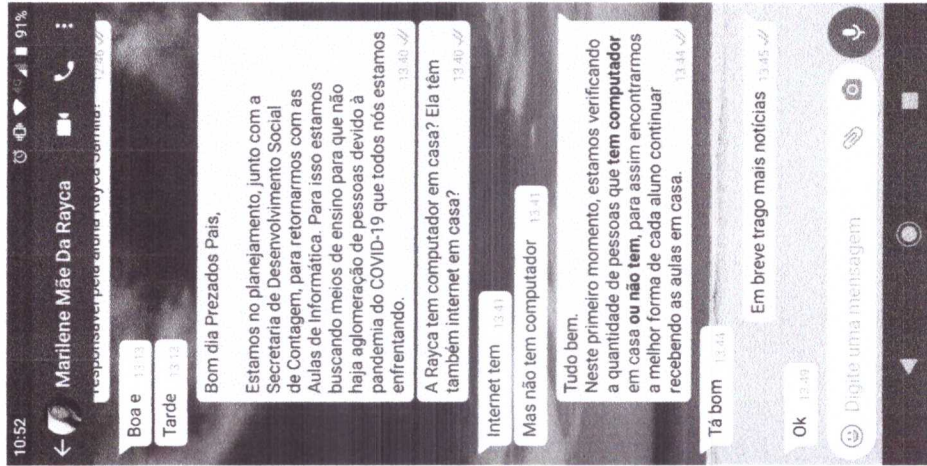 10:52
4G
91%
Marilene Mãe Da Rayca
responsável pela aluna Rayca Samilla?
12:46
Boa e
13:13
Tarde
13:13
Bom dia Prezados Pais,
Estamos no planejamento, junto com a
Secretaria de Desenvolvimento Social
de Contagem, para retornarmos com as
Aulas de Informática. Para isso estamos
buscando meios de ensino para que não
haja aglomeração de pessoas devido à
pandemia do COVID-19 que todos nós estamos
enfrentando.
13:40
A Rayca tem computador em casa? Ela têm
também internet em casa?
13:40
Internet tem
13:41
Mas não tem computador
13:41
Tudo bem.
Neste primeiro momento, estamos verificando
a quantidade de pessoas que tem computador
em casa ou não tem, para assim encontrarmos
a melhor forma de cada aluno continuar
recebendo as aulas em casa.
13:44
Tá bom
13:44
Em breve trago mais notícias
13:45
Ok
13:49
Digite uma mensagem